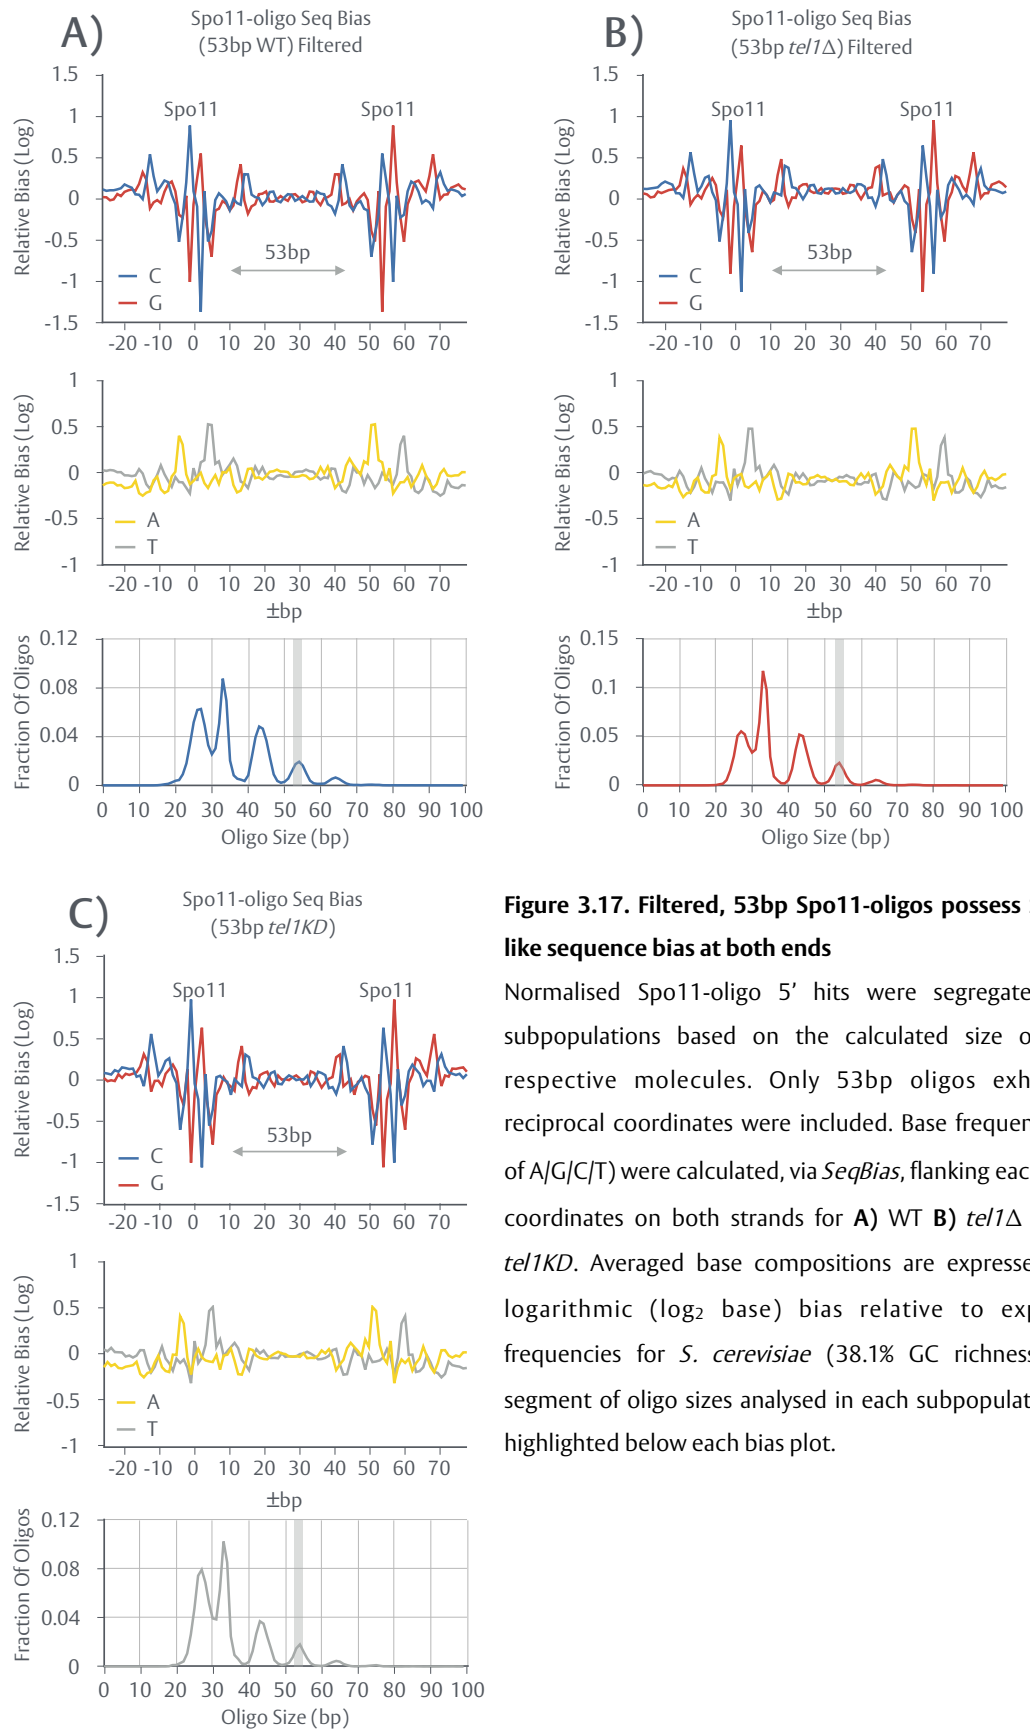 A)
Spo11-oligo Seq Bias
(53bp WT) Filtered
Relative Bias (Log)
1.5
1
0.5
0
-0.5
-1
-1.5
Spo11
Spo11
53bp
C
G
-20 -10 0 10 20 30 40 50 60 70
Relative Bias (Log)
1
0.5
0
-0.5
-1
A
T
-20 -10 0 10 20 30 40 50 60 70
±bp
Fraction Of Oligos
0.12
0.08
0.04
0
0 10 20 30 40 50 60 70 80 90 100
Oligo Size (bp)
B)
Spo11-oligo Seq Bias
(53bp tel1Δ) Filtered
Relative Bias (Log)
1.5
1
0.5
0
-0.5
-1
-1.5
Spo11
Spo11
53bp
C
G
-20 -10 0 10 20 30 40 50 60 70
Relative Bias (Log)
1
0.5
0
-0.5
-1
A
T
-20 -10 0 10 20 30 40 50 60 70
±bp
Fraction Of Oligos
0.15
0.1
0.05
0
0 10 20 30 40 50 60 70 80 90 100
Oligo Size (bp)
C)
Spo11-oligo Seq Bias
(53bp tel1KD)
Relative Bias (Log)
1.5
1
0.5
0
-0.5
-1
-1.5
Spo11
Spo11
53bp
C
G
-20 -10 0 10 20 30 40 50 60 70
Relative Bias (Log)
1
0.5
0
-0.5
-1
A
T
-20 -10 0 10 20 30 40 50 60 70
±bp
Fraction Of Oligos
0.12
0.08
0.04
0
0 10 20 30 40 50 60 70 80 90 100
Oligo Size (bp)
Figure 3.17. Filtered, 53bp Spo11-oligos possess
like sequence bias at both ends
Normalised Spo11-oligo 5’ hits were segregate
subpopulations based on the calculated size o
respective molecules. Only 53bp oligos exh
reciprocal coordinates were included. Base frequen
of A/G/C/T) were calculated, via SeqBias, flanking each
coordinates on both strands for A) WT B) tel1Δ
tel1KD. Averaged base compositions are expresse
logarithmic (log₂ base) bias relative to exp
frequencies for S. cerevisiae (38.1% GC richness
segment of oligo sizes analysed in each subpopulat
highlighted below each bias plot.